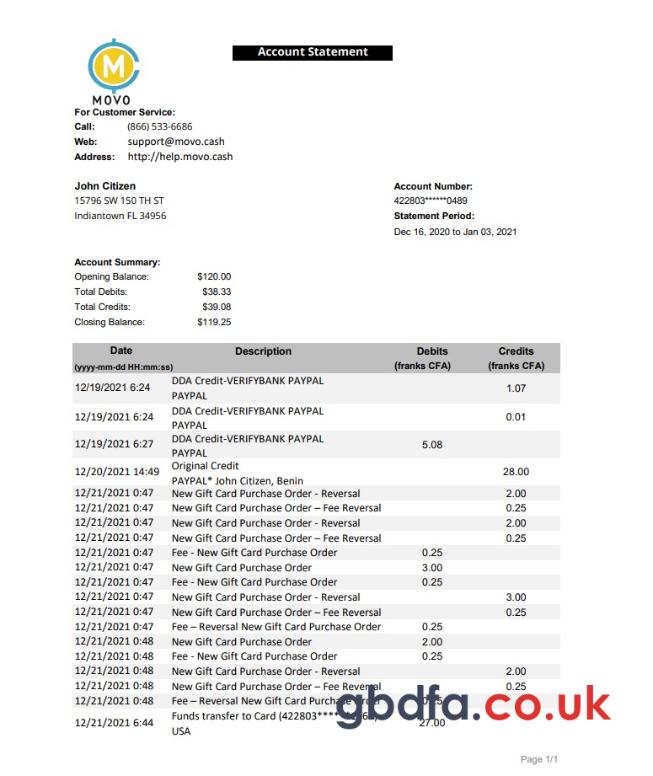 Account Statement
M
MOVO
For Customer Service:
Call: (866) 533-6686
Web: support@movo.cash
Address: http://help.movo.cash
John Citizen
15796 SW 150 TH ST
Indiantown FL 34956
Account Number:
422803******0489
Statement Period:
Dec 16, 2020 to Jan 03, 2021
Account Summary:
Opening Balance: $120.00
Total Debits: $38.33
Total Credits: $39.08
Closing Balance: $119.25
Date Description Debits Credits
(yyyy-mm-dd HH:mm:ss) (franks CFA) (franks CFA)
12/19/2021 6:24 DDA Credit-VERIFYBANK PAYPAL 1.07
PAYPAL
12/19/2021 6:24 DDA Credit-VERIFYBANK PAYPAL 0.01
PAYPAL
12/19/2021 6:27 DDA Credit-VERIFYBANK PAYPAL 5.08
PAYPAL
12/20/2021 14:49 Original Credit 28.00
PAYPAL* John Citizen, Benin
12/21/2021 0:47 New Gift Card Purchase Order - Reversal 2.00
12/21/2021 0:47 New Gift Card Purchase Order – Fee Reversal 0.25
12/21/2021 0:47 New Gift Card Purchase Order - Reversal 2.00
12/21/2021 0:47 New Gift Card Purchase Order – Fee Reversal 0.25
12/21/2021 0:47 Fee - New Gift Card Purchase Order 0.25
12/21/2021 0:47 New Gift Card Purchase Order 3.00
12/21/2021 0:47 Fee - New Gift Card Purchase Order 0.25
12/21/2021 0:47 New Gift Card Purchase Order - Reversal 3.00
12/21/2021 0:47 New Gift Card Purchase Order – Fee Reversal 0.25
12/21/2021 0:47 Fee – Reversal New Gift Card Purchase Order 0.25
12/21/2021 0:48 New Gift Card Purchase Order 2.00
12/21/2021 0:48 Fee - New Gift Card Purchase Order 0.25
12/21/2021 0:48 New Gift Card Purchase Order - Reversal 2.00
12/21/2021 0:48 New Gift Card Purchase Order – Fee Reversal 0.25
12/21/2021 0:48 Fee – Reversal New Gift Card Purchase Order
12/21/2021 6:44 Funds transfer to Card 27.00
USA
gbdfa.co.uk
Page 1/1